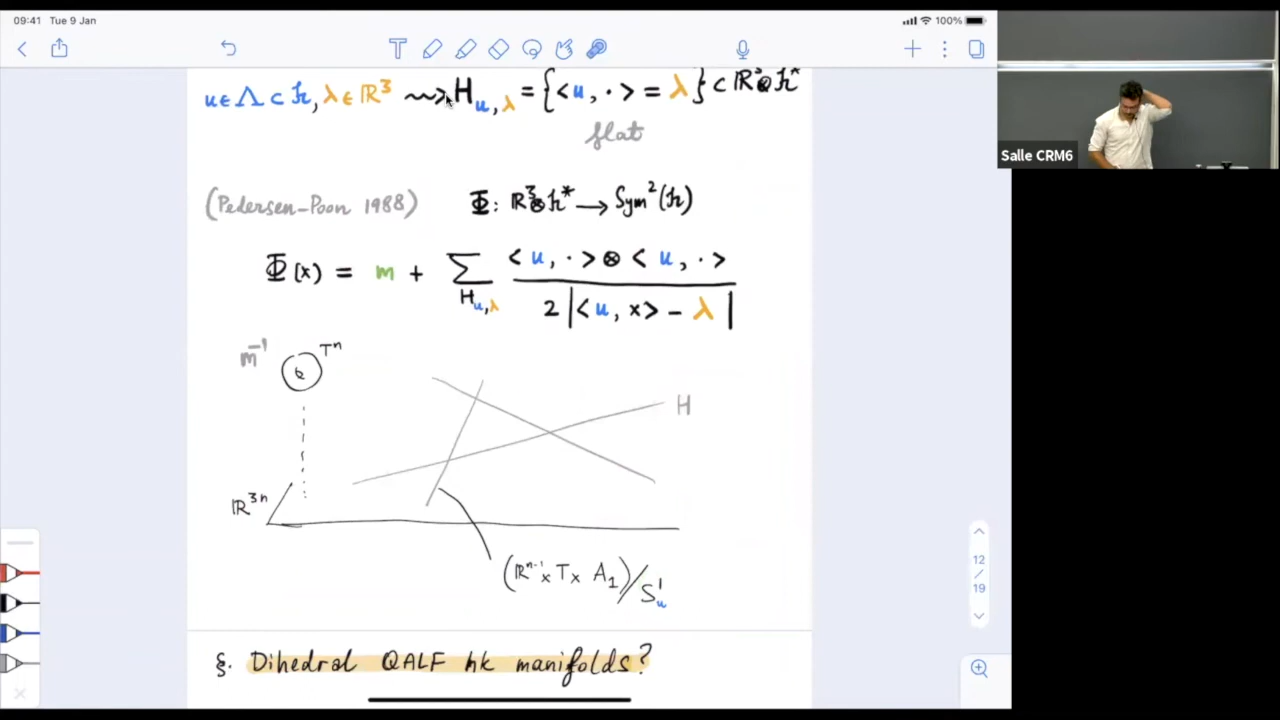 09:41 Tue 9 Jan
100%
u ∈ Λ ⊂ 𝔥, λ ∈ ℝ³ ⇝ H_{u,λ} = {<u, ·> = λ} ⊂ ℝ³⊗𝔥*
flat
(Pedersen-Poon 1988) Φ: ℝ³⊗𝔥* → Sym²(𝔥)
Φ(x) = m + ∑_{H_{u,λ}} <u, ·> ⊗ <u, ·> / 2|<u, x> - λ|
m⁻¹ Tⁿ
H
ℝ³ⁿ
(ℝⁿ⁻¹ × T × A₁)/S¹_u
12
/
19
§. Dihedral QALF hk manifolds?
Salle CRM6